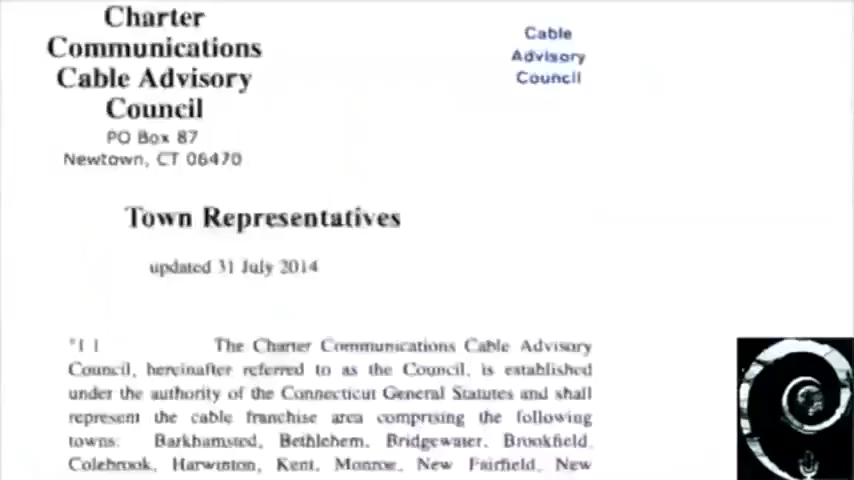 Charter
Communications
Cable Advisory
Council
PO Box 87
Newtown, CT 06470
Cable
Advisory
Council
Town Representatives
updated 31 July 2014
The Charter Communications Cable Advisory
Council, hereinafter referred to as the Council, is established
under the authority of the Connecticut General Statutes and shall
represent the cable franchise area comprising the following
towns: Barkhamsted, Bethlehem, Bridgewater, Brookfield,
Colebrook, Harwinton, Kent, Monroe, New Fairfield, New